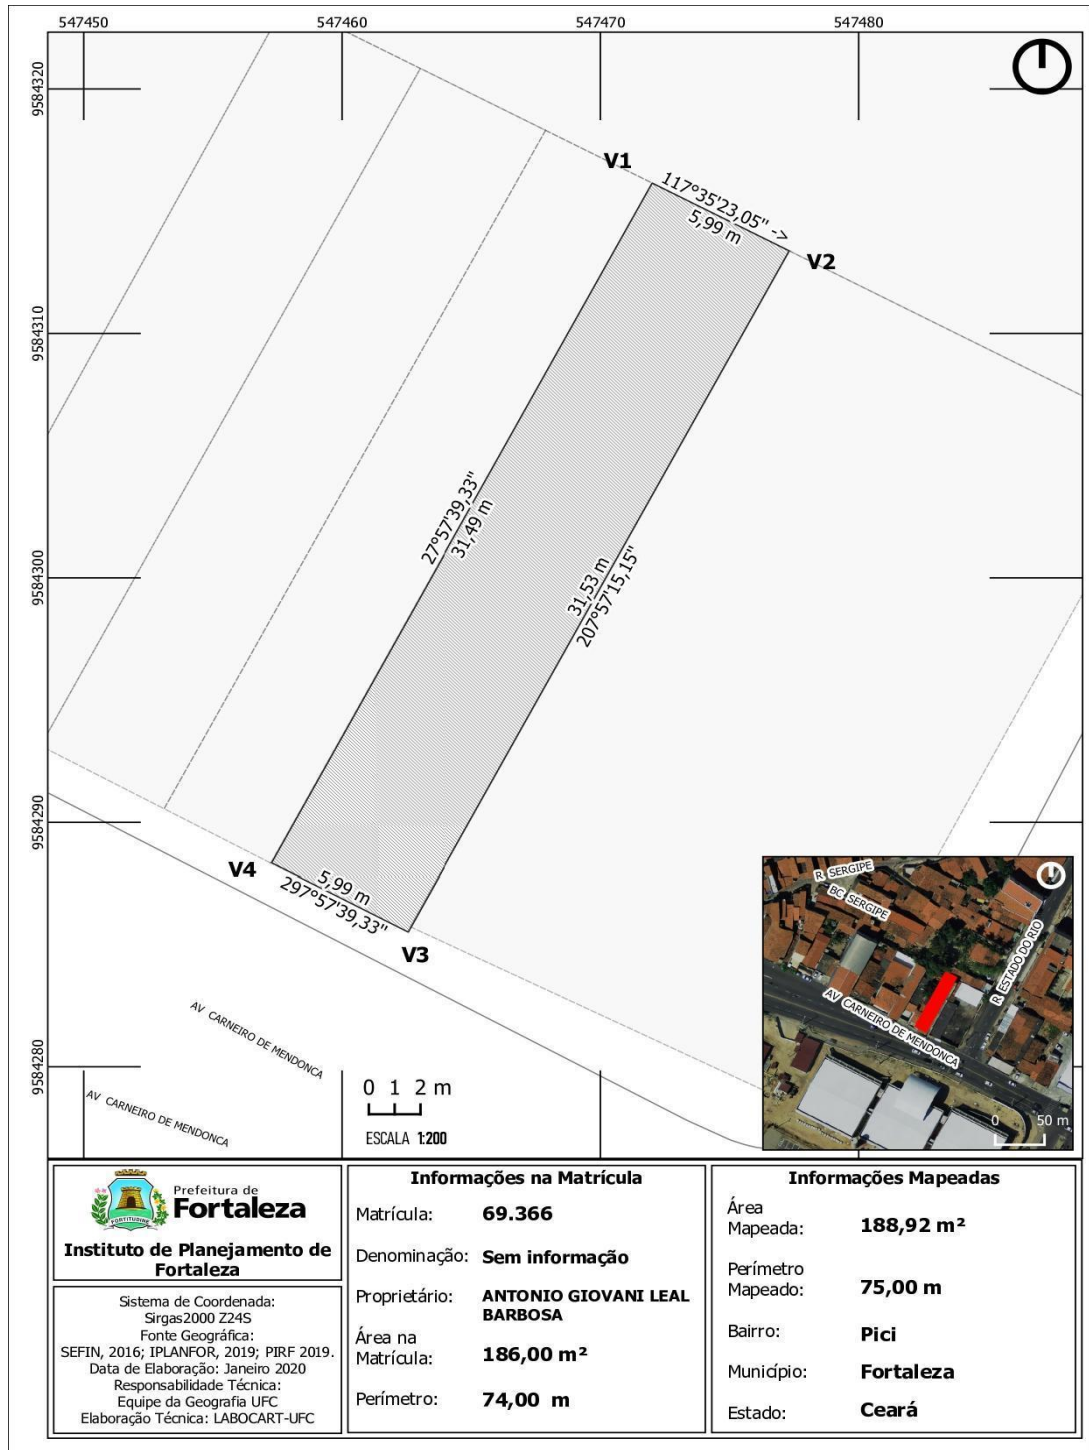 547450
547460
547470
547480
9584320
9584310
9584300
9584290
9584280
V1
117°35'23,05" ->
5,99 m
V2
27°57'39,33"
31,49 m
31,53 m
207°57'15,15"
V4
5,99 m
297°57'39,33"
V3
AV CARNEIRO DE MENDONCA
AV CARNEIRO DE MENDONCA
0 1 2 m
ESCALA 1:200
R SERGIPE
BC SERGIPE
R ESTADO DO RIO
AV CARNEIRO DE MENDONCA
0 50 m
Prefeitura de
Fortaleza
FORTITUDINE
Instituto de Planejamento de
Fortaleza
Sistema de Coordenada:
Sirgas2000 Z24S
Fonte Geográfica:
SEFIN, 2016; IPLANFOR, 2019; PIRF 2019.
Data de Elaboração: Janeiro 2020
Responsabilidade Técnica:
Equipe da Geografia UFC
Elaboração Técnica: LABOCART-UFC
Informações na Matrícula
Matrícula: 69.366
Denominação: Sem informação
Proprietário: ANTONIO GIOVANI LEAL
BARBOSA
Área na
Matrícula: 186,00 m²
Perímetro: 74,00 m
Informações Mapeadas
Área
Mapeada: 188,92 m²
Perímetro
Mapeado: 75,00 m
Bairro: Pici
Município: Fortaleza
Estado: Ceará